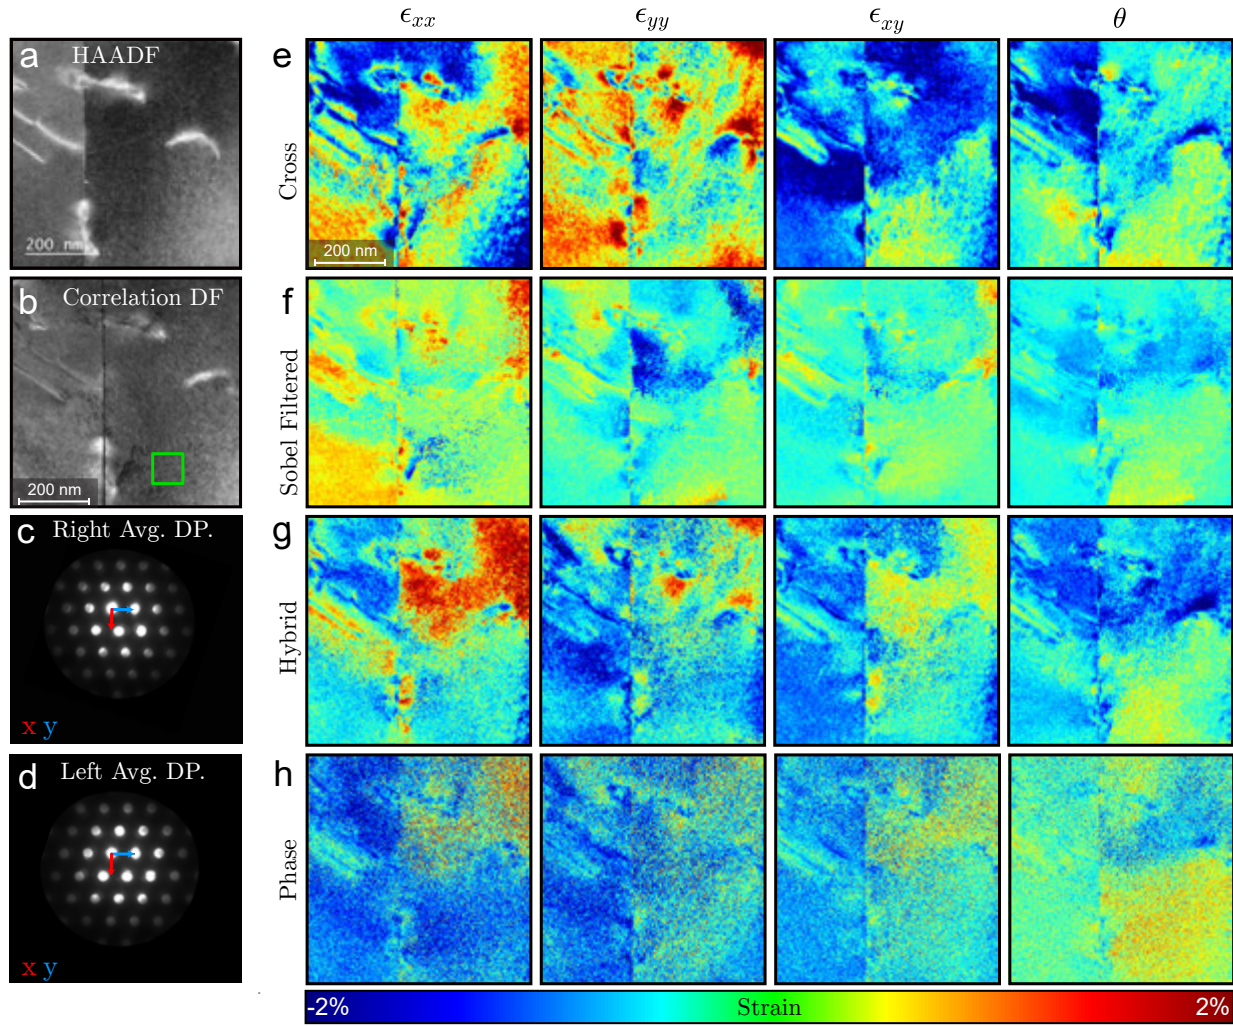 ϵxx ϵyy ϵxy θ
a HAADF
200 nm
b Correlation DF
200 nm
c Right Avg. DP.
x y
d Left Avg. DP.
x y
e
Cross
200 nm
f
Sobel Filtered
g
Hybrid
h
Phase
-2% Strain 2%